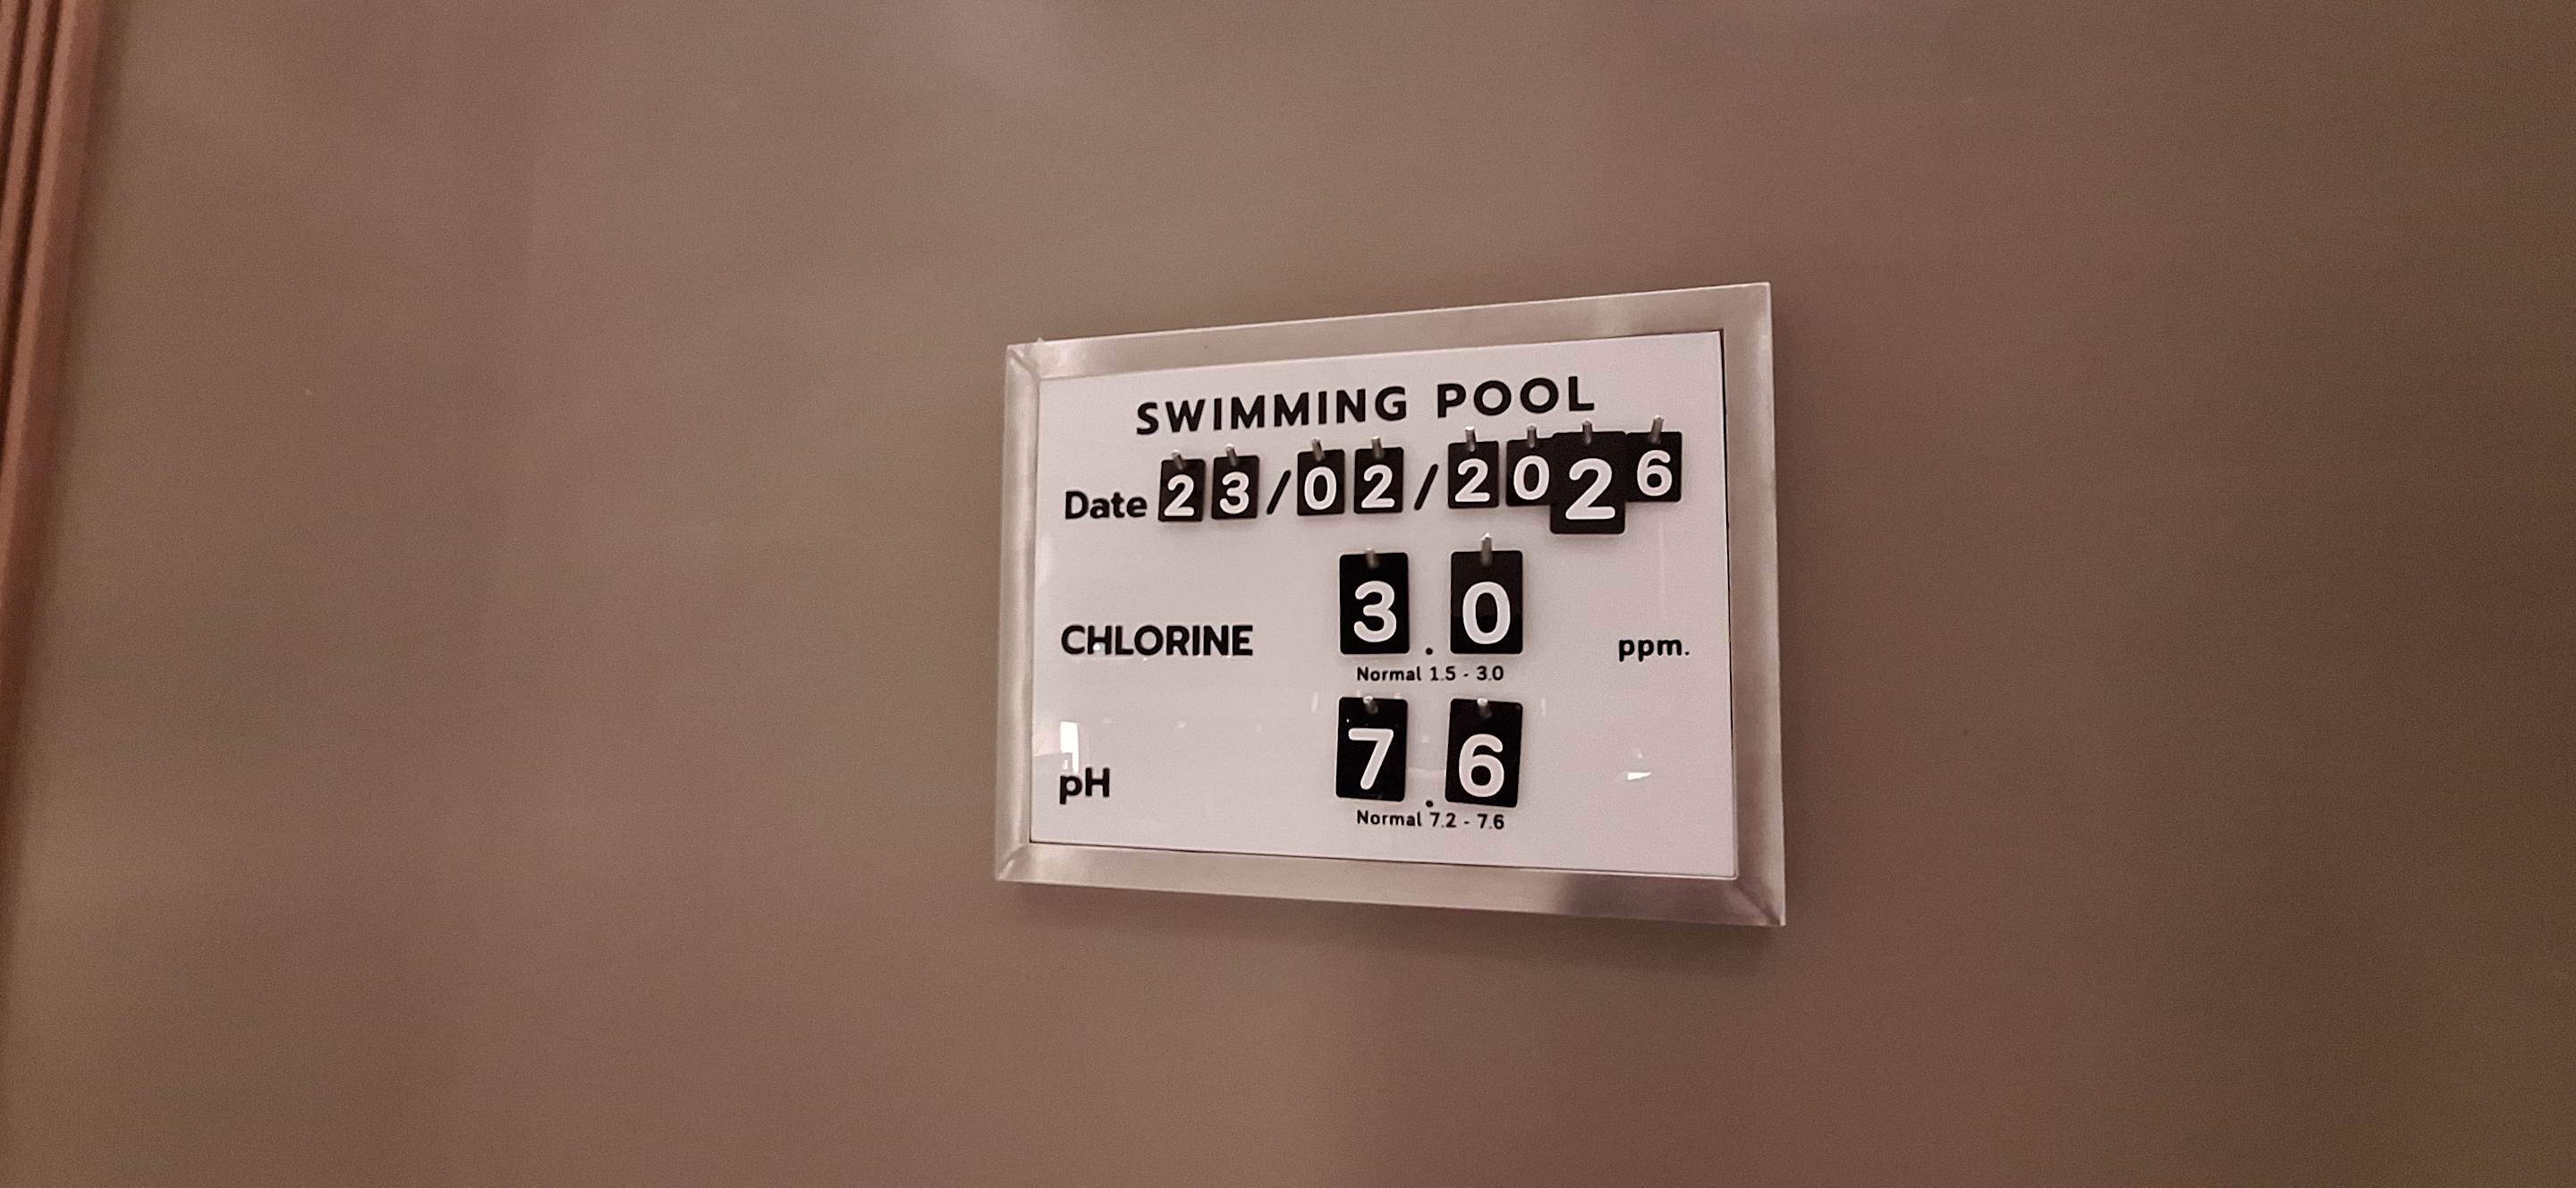 SWIMMING POOL
Date 23/02/2026
CHLORINE 3.0 ppm.
Normal 1.5 - 3.0
pH 7.6
Normal 7.2 - 7.6